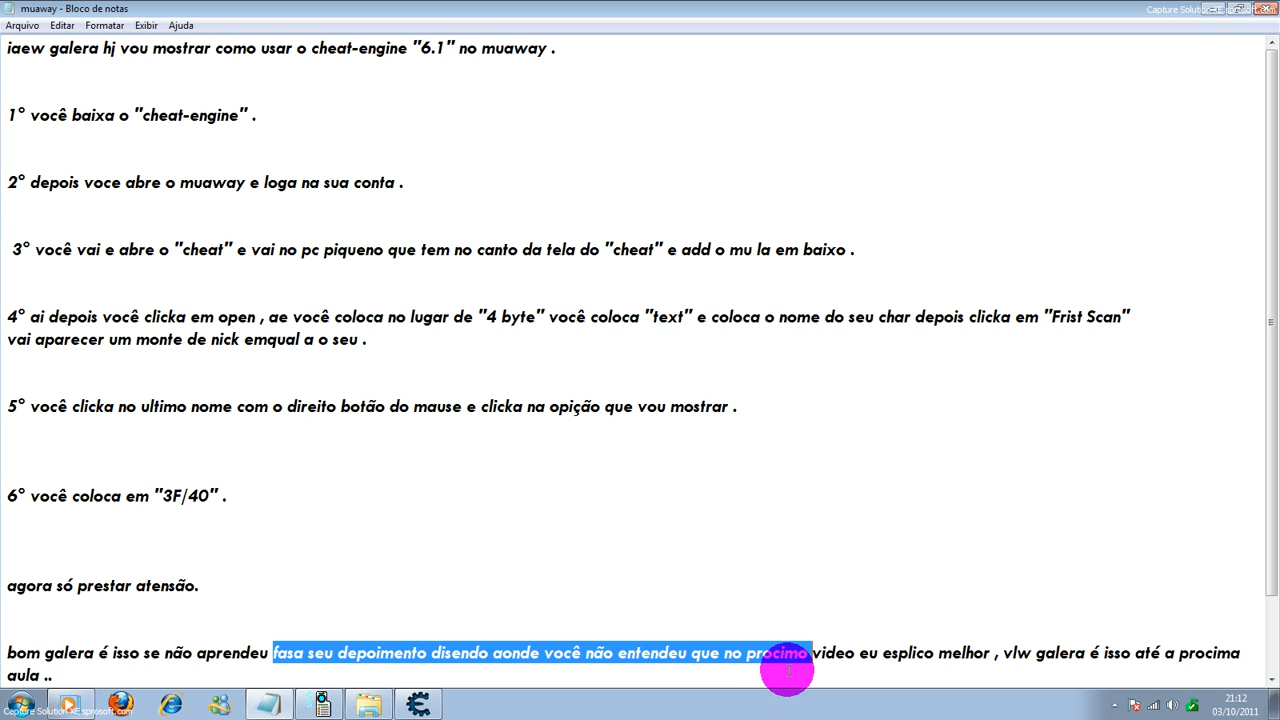 muaway - Bloco de notas
Arquivo Editar Formatar Exibir Ajuda
iaew galera hj vou mostrar como usar o cheat-engine "6.1" no muaway .
1° você baixa o "cheat-engine" .
2° depois voce abre o muaway e loga na sua conta .
3° você vai e abre o "cheat" e vai no pc piqueno que tem no canto da tela do "cheat" e add o mu la em baixo .
4° ai depois você clicka em open , ae você coloca no lugar de "4 byte" você coloca "text" e coloca o nome do seu char depois clicka em "Frist Scan"
vai aparecer um monte de nick emqual a o seu .
5° você clicka no ultimo nome com o direito botão do mause e clicka na opição que vou mostrar .
6° você coloca em "3F/40" .
agora só prestar atensão.
bom galera é isso se não aprendeu fasa seu depoimento disendo aonde você não entendeu que no procimo video eu esplico melhor , vlw galera é isso até a procima
aula ..
21:12
03/10/2011